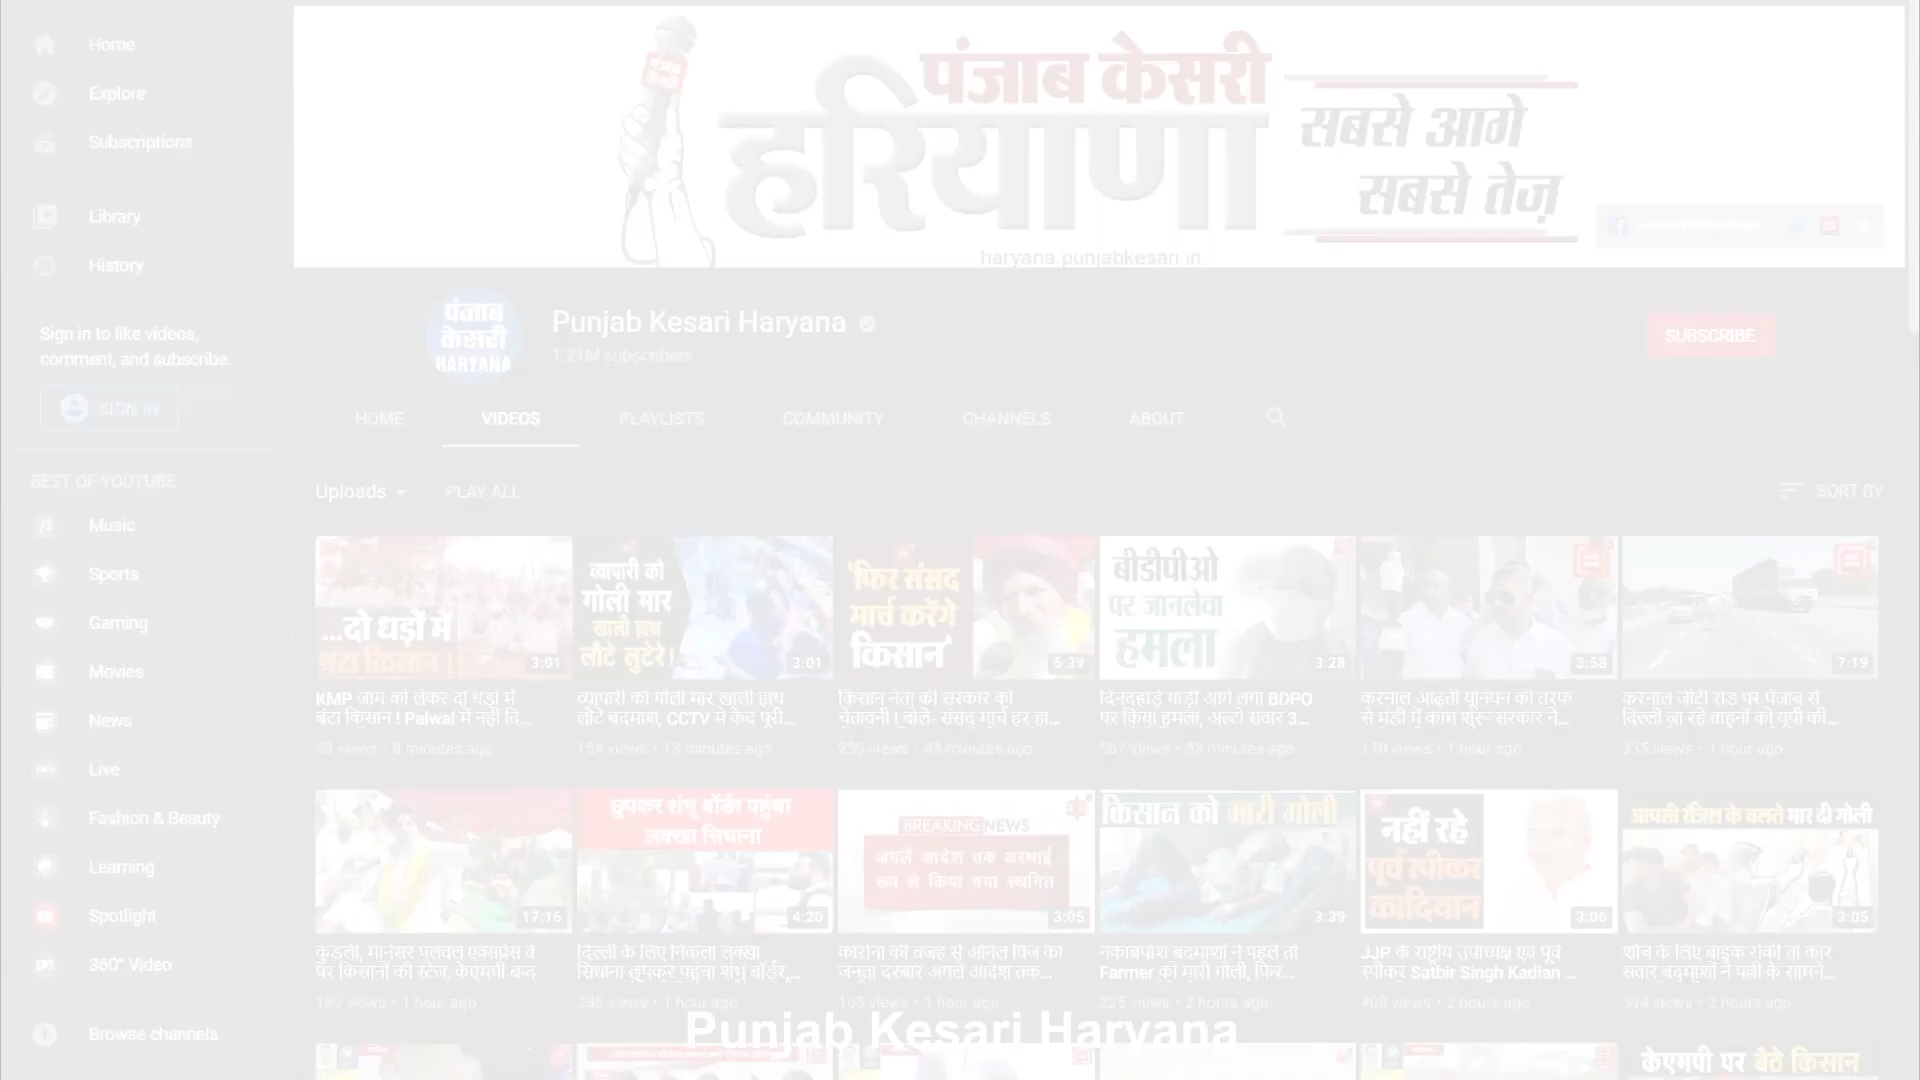 Home
Explore
Subscriptions
Library
History
Sign in to like videos,
comment, and subscribe.
SIGN IN
BEST OF YOUTUBE
Music
Sports
Gaming
Movies
News
Live
Fashion & Beauty
Learning
Spotlight
360° Video
Browse channels
पंजाब केसरी
हरियाणा
सबसे आगे
सबसे तेज़
haryana.punjabkesari.in
पंजाब
केसरी
HARYANA
Punjab Kesari Haryana
1.21M subscribers
SUBSCRIBE
HOME VIDEOS PLAYLISTS COMMUNITY CHANNELS ABOUT
Uploads PLAY ALL SORT BY
...दो धड़ों में
बंटा किसान
3:01
व्यापारी को
गोली मार
खाली हाथ
लौटे लुटेरे!
3:01
'फिर संसद
मार्च करेंगे
किसान'
5:39
बीडीपीओ
पर जानलेवा
हमला
3:28
3:58
7:19
KMP जाम को लेकर दो धड़ों में
बंटा किसान ! Palwal में नहीं दि...
98 views • 8 minutes ago
व्यापारी को गोली मार खाली हाथ
लौटे बदमाश, CCTV में कैद पूरी...
154 views • 13 minutes ago
किसान नेता की सरकार को
चेतावनी ! बोले- संसद मार्च हर हा...
259 views • 43 minutes ago
दिनदहाड़े गाड़ी आगे लगा BDPO
पर किया हमला, अल्टो सवार 3...
567 views • 52 minutes ago
करनाल आढ़ती यूनियन की तरफ
से मंडी में काम शुरू सरकार ने...
170 views • 1 hour ago
करनाल जीटी रोड पर पंजाब से
दिल्ली जा रहे वाहनों को यूपी की...
335 views • 1 hour ago
17:16
छुपकर शंभू बॉर्डर पहुंचा
लक्खा सिधाना
4:20
BREAKING NEWS
अगले आदेश तक अस्थाई
रूप से किया गया स्थगित
3:05
किसान को मारी गोली
3:39
नहीं रहे
पूर्व स्पीकर
कादियान
3:06
आपसी रंजिश के चलते मार दी गोली
3:05
कुंडली, मानेसर पलवल एक्सप्रेस वे
पर किसानों की स्टेज, केएमपी बन्द
189 views • 1 hour ago
दिल्ली के लिए निकला लक्खा
सिधाना छुपकर पहुंचा शंभू बॉर्डर,...
336 views • 1 hour ago
कोरोना की वजह से अनिल विज का
जनता दरबार अगले आदेश तक...
165 views • 1 hour ago
नकाबपोश बदमाशों ने पहले तो
Farmer को मारी गोली, फिर...
225 views • 2 hours ago
JJP के राष्ट्रीय उपाध्यक्ष एवं पूर्व
स्पीकर Satbir Singh Kadian ...
408 views • 2 hours ago
शौच के लिए बाइक रोकी तो कार
सवार बदमाशों ने पत्नी के सामने...
594 views • 2 hours ago
Punjab Kesari Haryana
केएमपी पर बैठे किसान